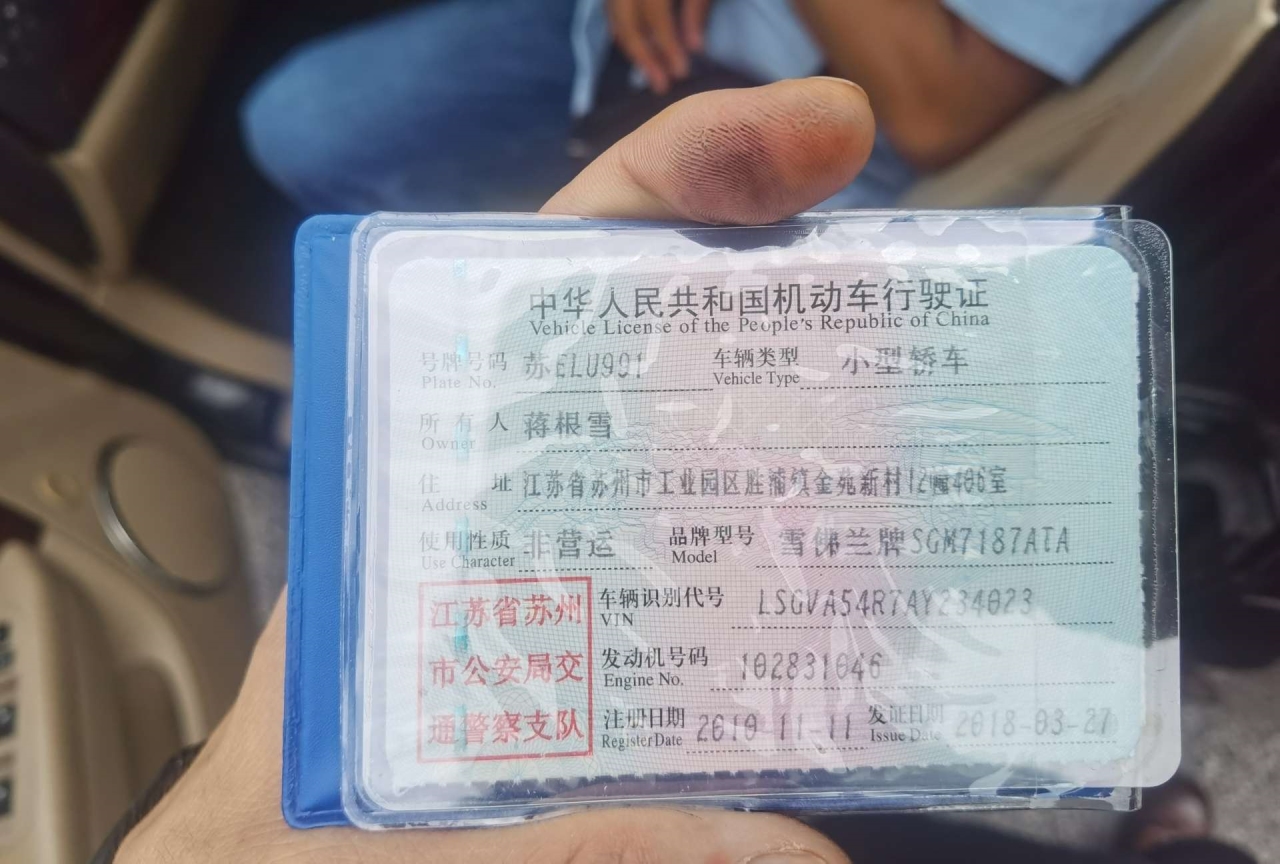 中华人民共和国机动车行驶证
Vehicle License of the People's Republic of China
号牌号码 苏ELU991 车辆类型 小型轿车
Plate No. Vehicle Type
所有人 蒋根雪
Owner
住址 江苏省苏州市工业园区胜浦镇金苑新村12幢406室
Address
使用性质 非营运 品牌型号 雪佛兰牌SGM7187ATA
Use Character Model
江苏省苏州
市公安局交
通警察支队
车辆识别代号 LSGVA54R7AY234023
VIN
发动机号码 102831046
Engine No.
注册日期 2010-11-11 发证日期 2018-03-27
Register Date Issue Date